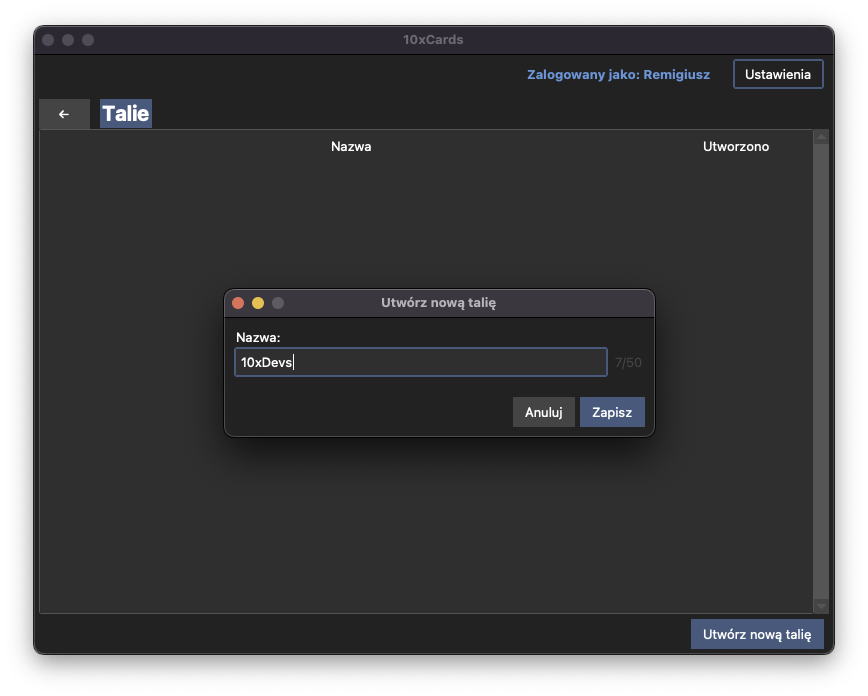 10xCards
Zalogowany jako: Remigiusz
Ustawienia
← Talie
Nazwa Utworzono
Utwórz nową talię
Nazwa:
10xDevs 7/50
Anuluj Zapisz
Utwórz nową talię